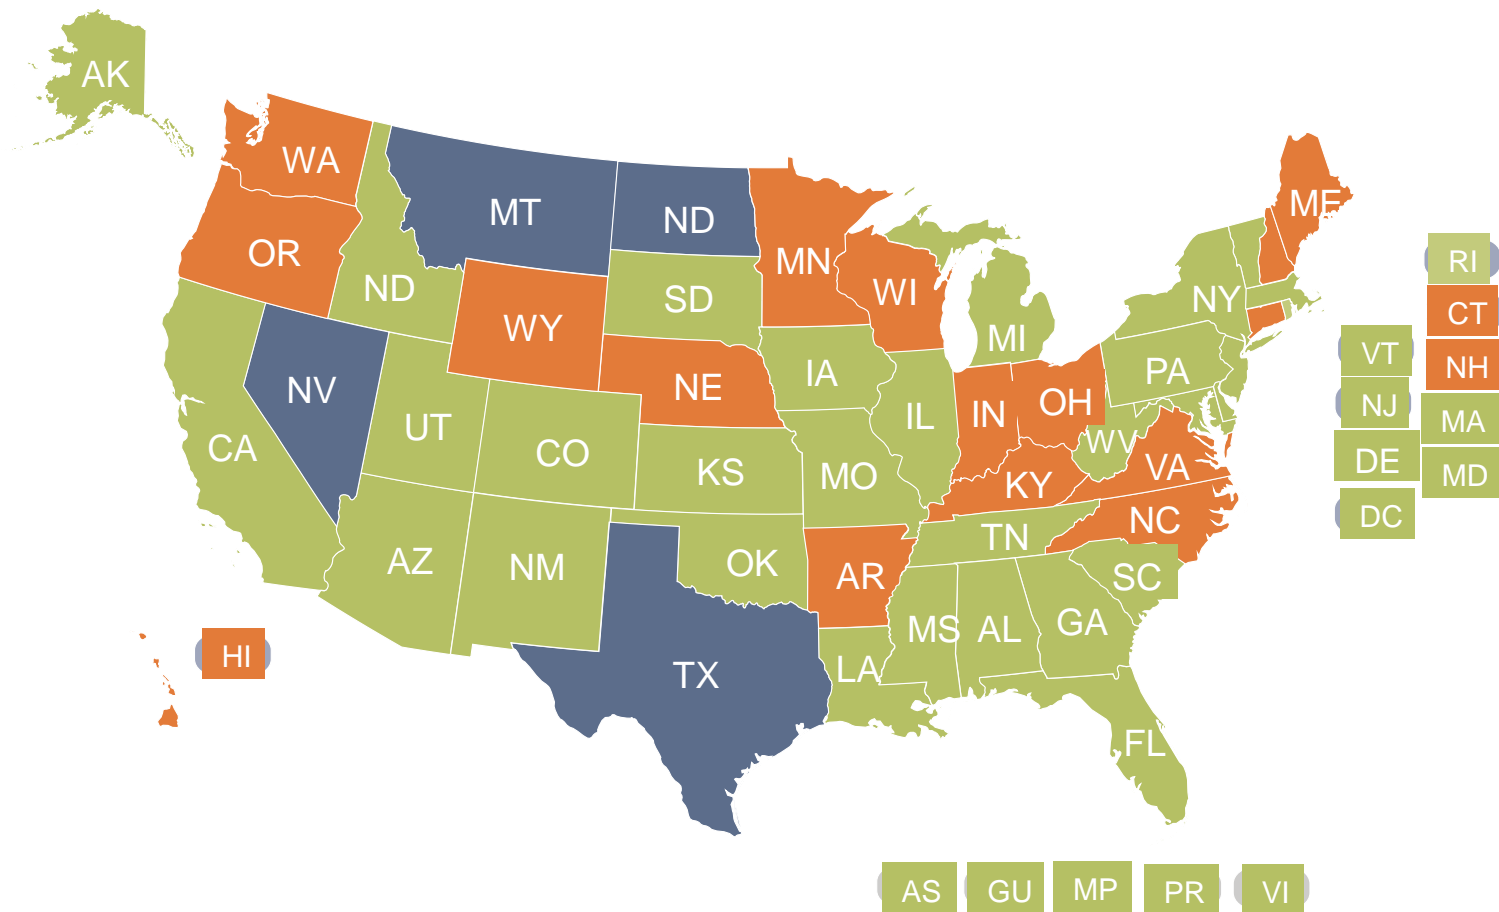 AK
WA
ME
MT
ND
OR
MN
RI
ND
WI
SD
NY
CT
WY
MI
VT
NH
IA
PA
NV
NE
NJ
OH
IN
IL
MA
UT
CA
CO
WV
DE
VA
KS
MO
MD
KY
DC
NC
TN
AZ
NM
OK
AR
SC
GA
MS
AL
HI
LA
TX
FL
AS
GU
MP
PR
VI